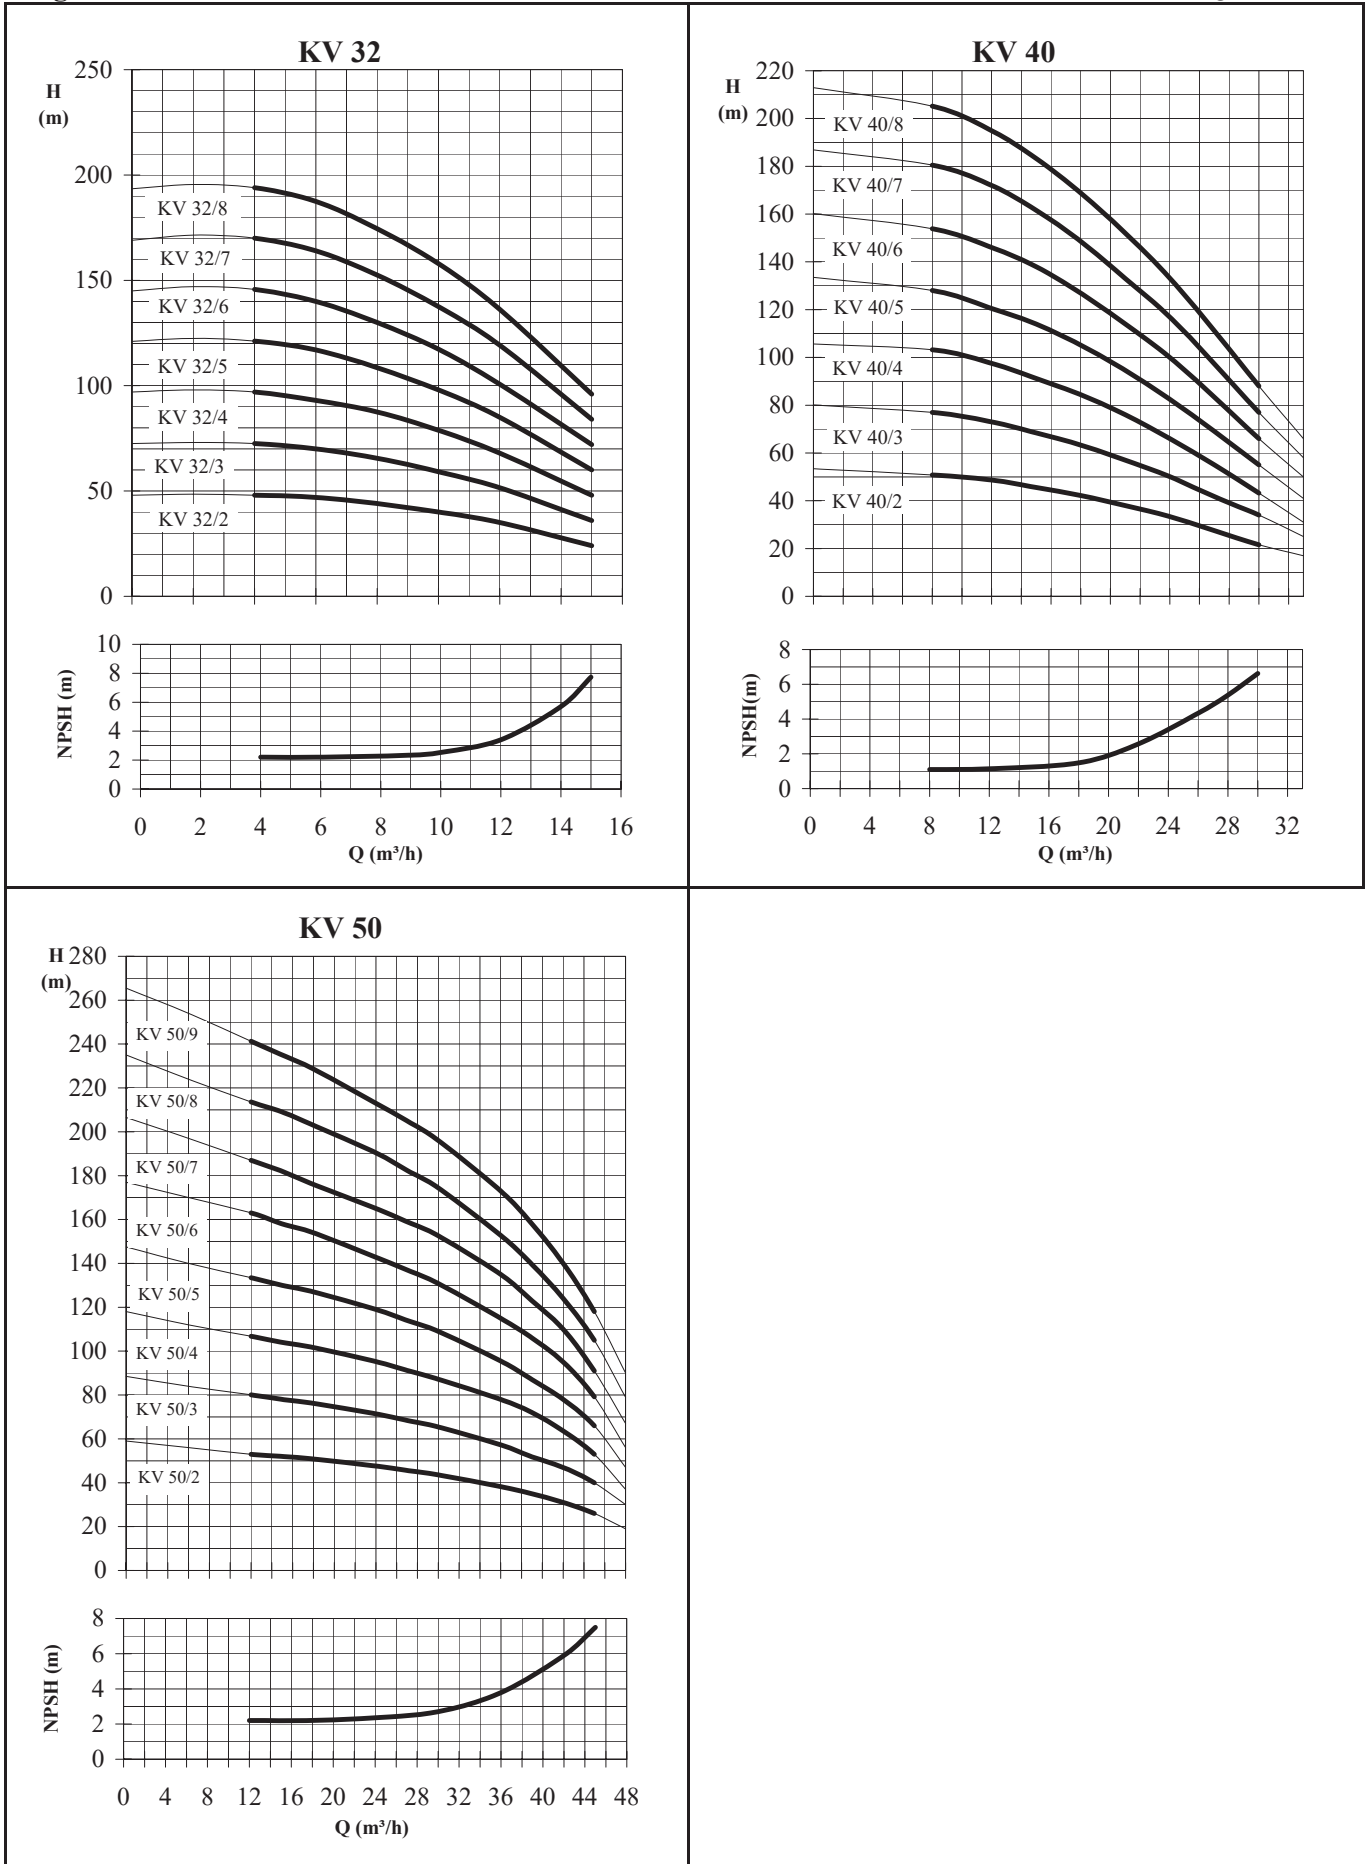 KV 32
H
(m)
250
200
150
100
50
0
KV 32/8
KV 32/7
KV 32/6
KV 32/5
KV 32/4
KV 32/3
KV 32/2
NPSH (m)
10
8
6
4
2
0
0 2 4 6 8 10 12 14 16
Q (m³/h)
KV 40
H
(m)
220
200
180
160
140
120
100
80
60
40
20
0
KV 40/8
KV 40/7
KV 40/6
KV 40/5
KV 40/4
KV 40/3
KV 40/2
NPSH(m)
8
6
4
2
0
0 4 8 12 16 20 24 28 32
Q (m³/h)
KV 50
H
(m)
280
260
240
220
200
180
160
140
120
100
80
60
40
20
0
KV 50/9
KV 50/8
KV 50/7
KV 50/6
KV 50/5
KV 50/4
KV 50/3
KV 50/2
NPSH (m)
8
6
4
2
0
0 4 8 12 16 20 24 28 32 36 40 44 48
Q (m³/h)